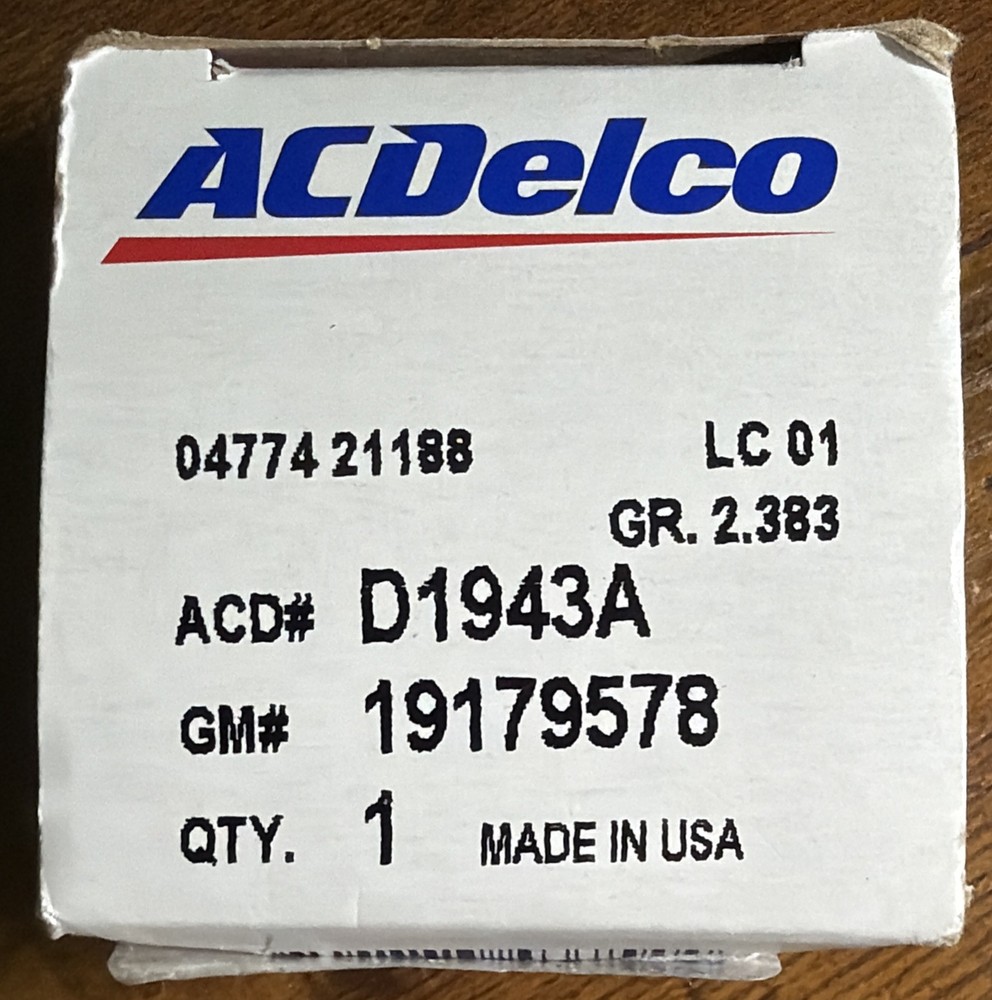 ACDelco
04774 21188 LC 01
GR. 2.383
ACD# D1943A
GM# 19179578
QTY. 1 MADE IN USA